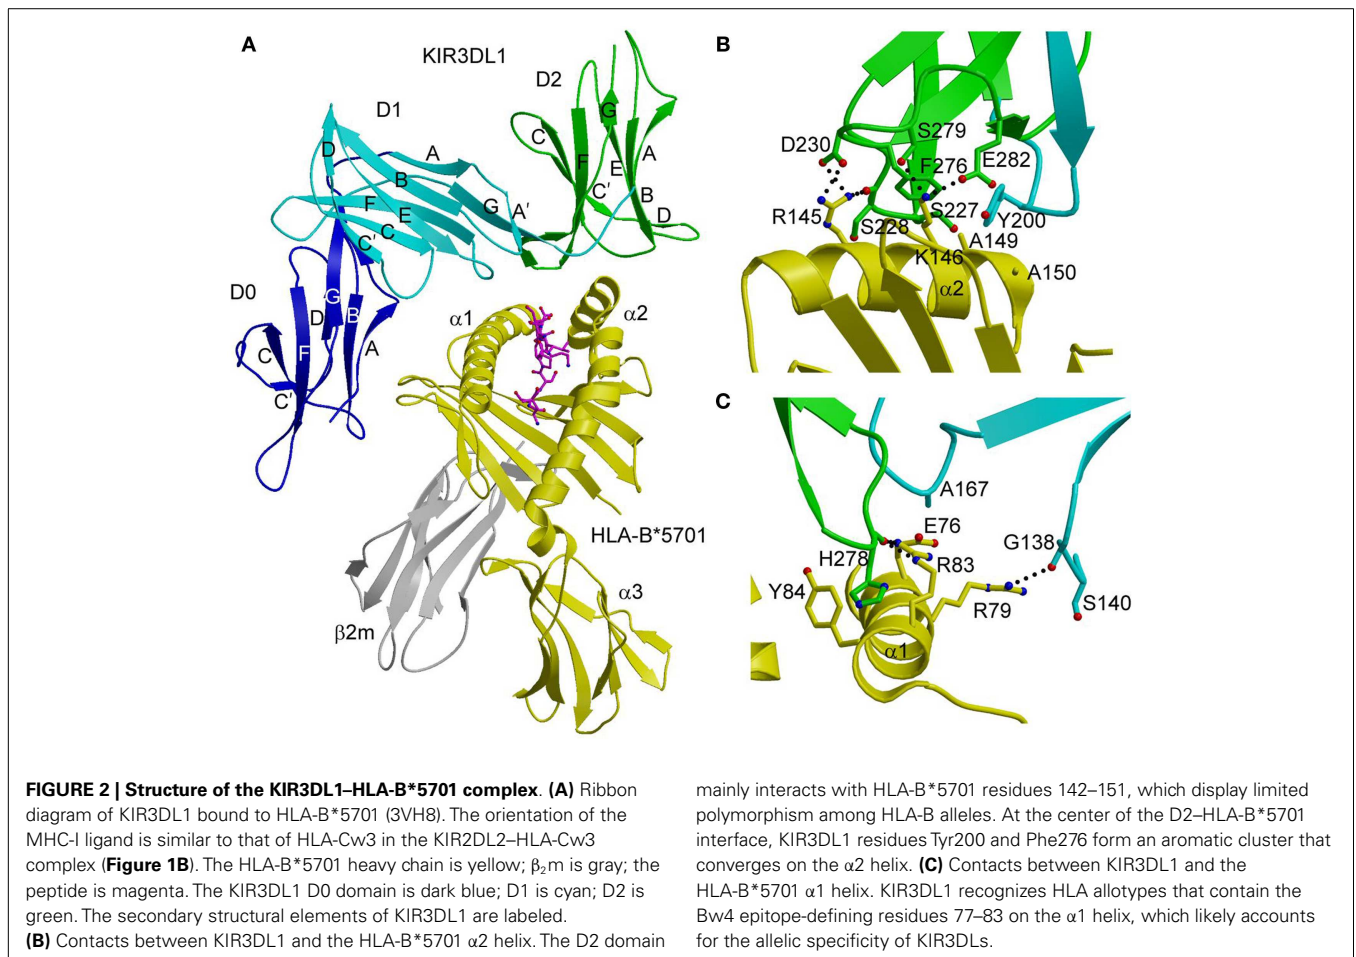 A
KIR3DL1
D2
D1
G
C
D
A
F
E
A
B
C'
B
F
E
G
A'
D
C
C'
D0
G
D
B
C
F
A
C'
α1
α2
HLA-B*5701
α3
β2m
B
D230
S279
F276
E282
R145
S227
Y200
S228
A149
K146
A150
α2
C
A167
E76
H278
G138
R83
Y84
R79
S140
α1
FIGURE 2 | Structure of the KIR3DL1–HLA-B*5701 complex. (A) Ribbon
diagram of KIR3DL1 bound to HLA-B*5701 (3VH8). The orientation of the
MHC-I ligand is similar to that of HLA-Cw3 in the KIR2DL2–HLA-Cw3
complex (Figure 1B). The HLA-B*5701 heavy chain is yellow; β₂m is gray; the
peptide is magenta. The KIR3DL1 D0 domain is dark blue; D1 is cyan; D2 is
green. The secondary structural elements of KIR3DL1 are labeled.
(B) Contacts between KIR3DL1 and the HLA-B*5701 α2 helix. The D2 domain
mainly interacts with HLA-B*5701 residues 142–151, which display limited
polymorphism among HLA-B alleles. At the center of the D2–HLA-B*5701
interface, KIR3DL1 residues Tyr200 and Phe276 form an aromatic cluster that
converges on the α2 helix. (C) Contacts between KIR3DL1 and the
HLA-B*5701 α1 helix. KIR3DL1 recognizes HLA allotypes that contain the
Bw4 epitope-defining residues 77–83 on the α1 helix, which likely accounts
for the allelic specificity of KIR3DLs.